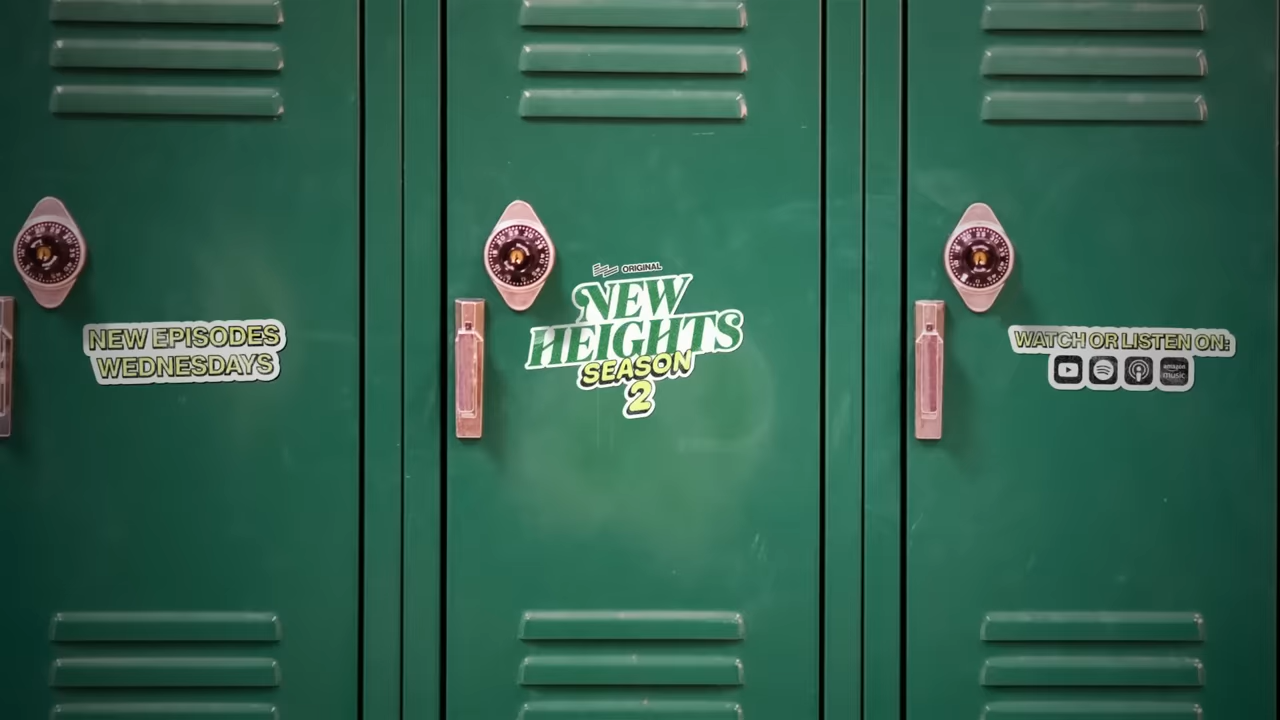 NEW EPISODES
WEDNESDAYS
ORIGINAL
NEW
HEIGHTS
SEASON
2
WATCH OR LISTEN ON:
amazon
music